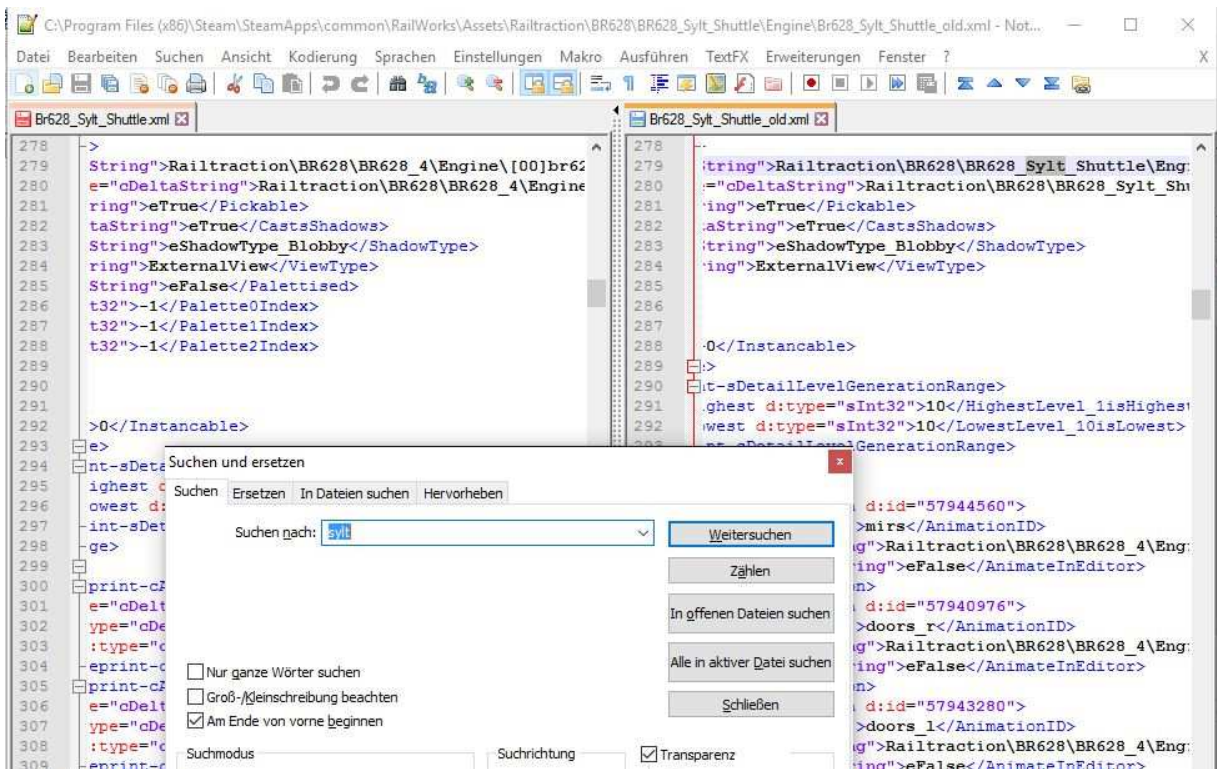 C:\Program Files (x86)\Steam\SteamApps\common\RailWorks\Assets\Railtraction\BR628\BR628_Sylt_Shuttle\Engine\Br628_Sylt_Shuttle_old.xml - Not...
Datei Bearbeiten Suchen Ansicht Kodierung Sprachen Einstellungen Makro Ausführen TextFX Erweiterungen Fenster ? X
Br628_Sylt_Shuttle.xml
278 >
279 String">Railtraction\BR628\BR628_4\Engine\[00]br62
280 e="cDeltaString">Railtraction\BR628\BR628_4\Engine
281 ring">eTrue</Pickable>
282 taString">eTrue</CastsShadows>
283 String">eShadowType_Blobby</ShadowType>
284 ring">ExternalView</ViewType>
285 String">eFalse</Palettised>
286 t32">-1</Palette0Index>
287 t32">-1</Palette1Index>
288 t32">-1</Palette2Index>
289
290
291
292 >0</Instancable>
293 e>
294 nt-sDeta
295 ighest d
296 owest d:
297 int-sDet
298 ge>
299
300 print-cA
301 e="cDelt
302 ype="cDe
303 :type="c
304 eprint-c
305 print-cA
306 e="cDelt
307 ype="cDe
308 :type="c
309 eprint-c
Br628_Sylt_Shuttle_old.xml
278
279 tring">Railtraction\BR628\BR628_Sylt_Shuttle\Eng
280 ="cDeltaString">Railtraction\BR628\BR628_Sylt_Shu
281 ing">eTrue</Pickable>
282 aString">eTrue</CastsShadows>
283 tring">eShadowType_Blobby</ShadowType>
284 ing">ExternalView</ViewType>
285
286
287
288 0</Instancable>
289 >
290 nt-sDetailLevelGenerationRange>
291 ghest d:type="sInt32">10</HighestLevel_1isHighest
292 west d:type="sInt32">10</LowestLevel_10isLowest>
293 nt-sDetailLevelGenerationRange>
d:id="57944560">
>mirs</AnimationID>
g">Railtraction\BR628\BR628_4\Eng
ing">eFalse</AnimateInEditor>
n>
d:id="57940976">
>doors_r</AnimationID>
g">Railtraction\BR628\BR628_4\Eng
ing">eFalse</AnimateInEditor>
n>
d:id="57943280">
>doors_l</AnimationID>
g">Railtraction\BR628\BR628_4\Eng
ing">eFalse</AnimateInEditor>
Suchen und ersetzen
Suchen Ersetzen In Dateien suchen Hervorheben
Suchen nach: sylt
Weitersuchen
Zählen
In offenen Dateien suchen
Alle in aktiver Datei suchen
Schließen
Nur ganze Wörter suchen
Groß-/Kleinschreibung beachten
Am Ende von vorne beginnen
Suchmodus Suchrichtung Transparenz